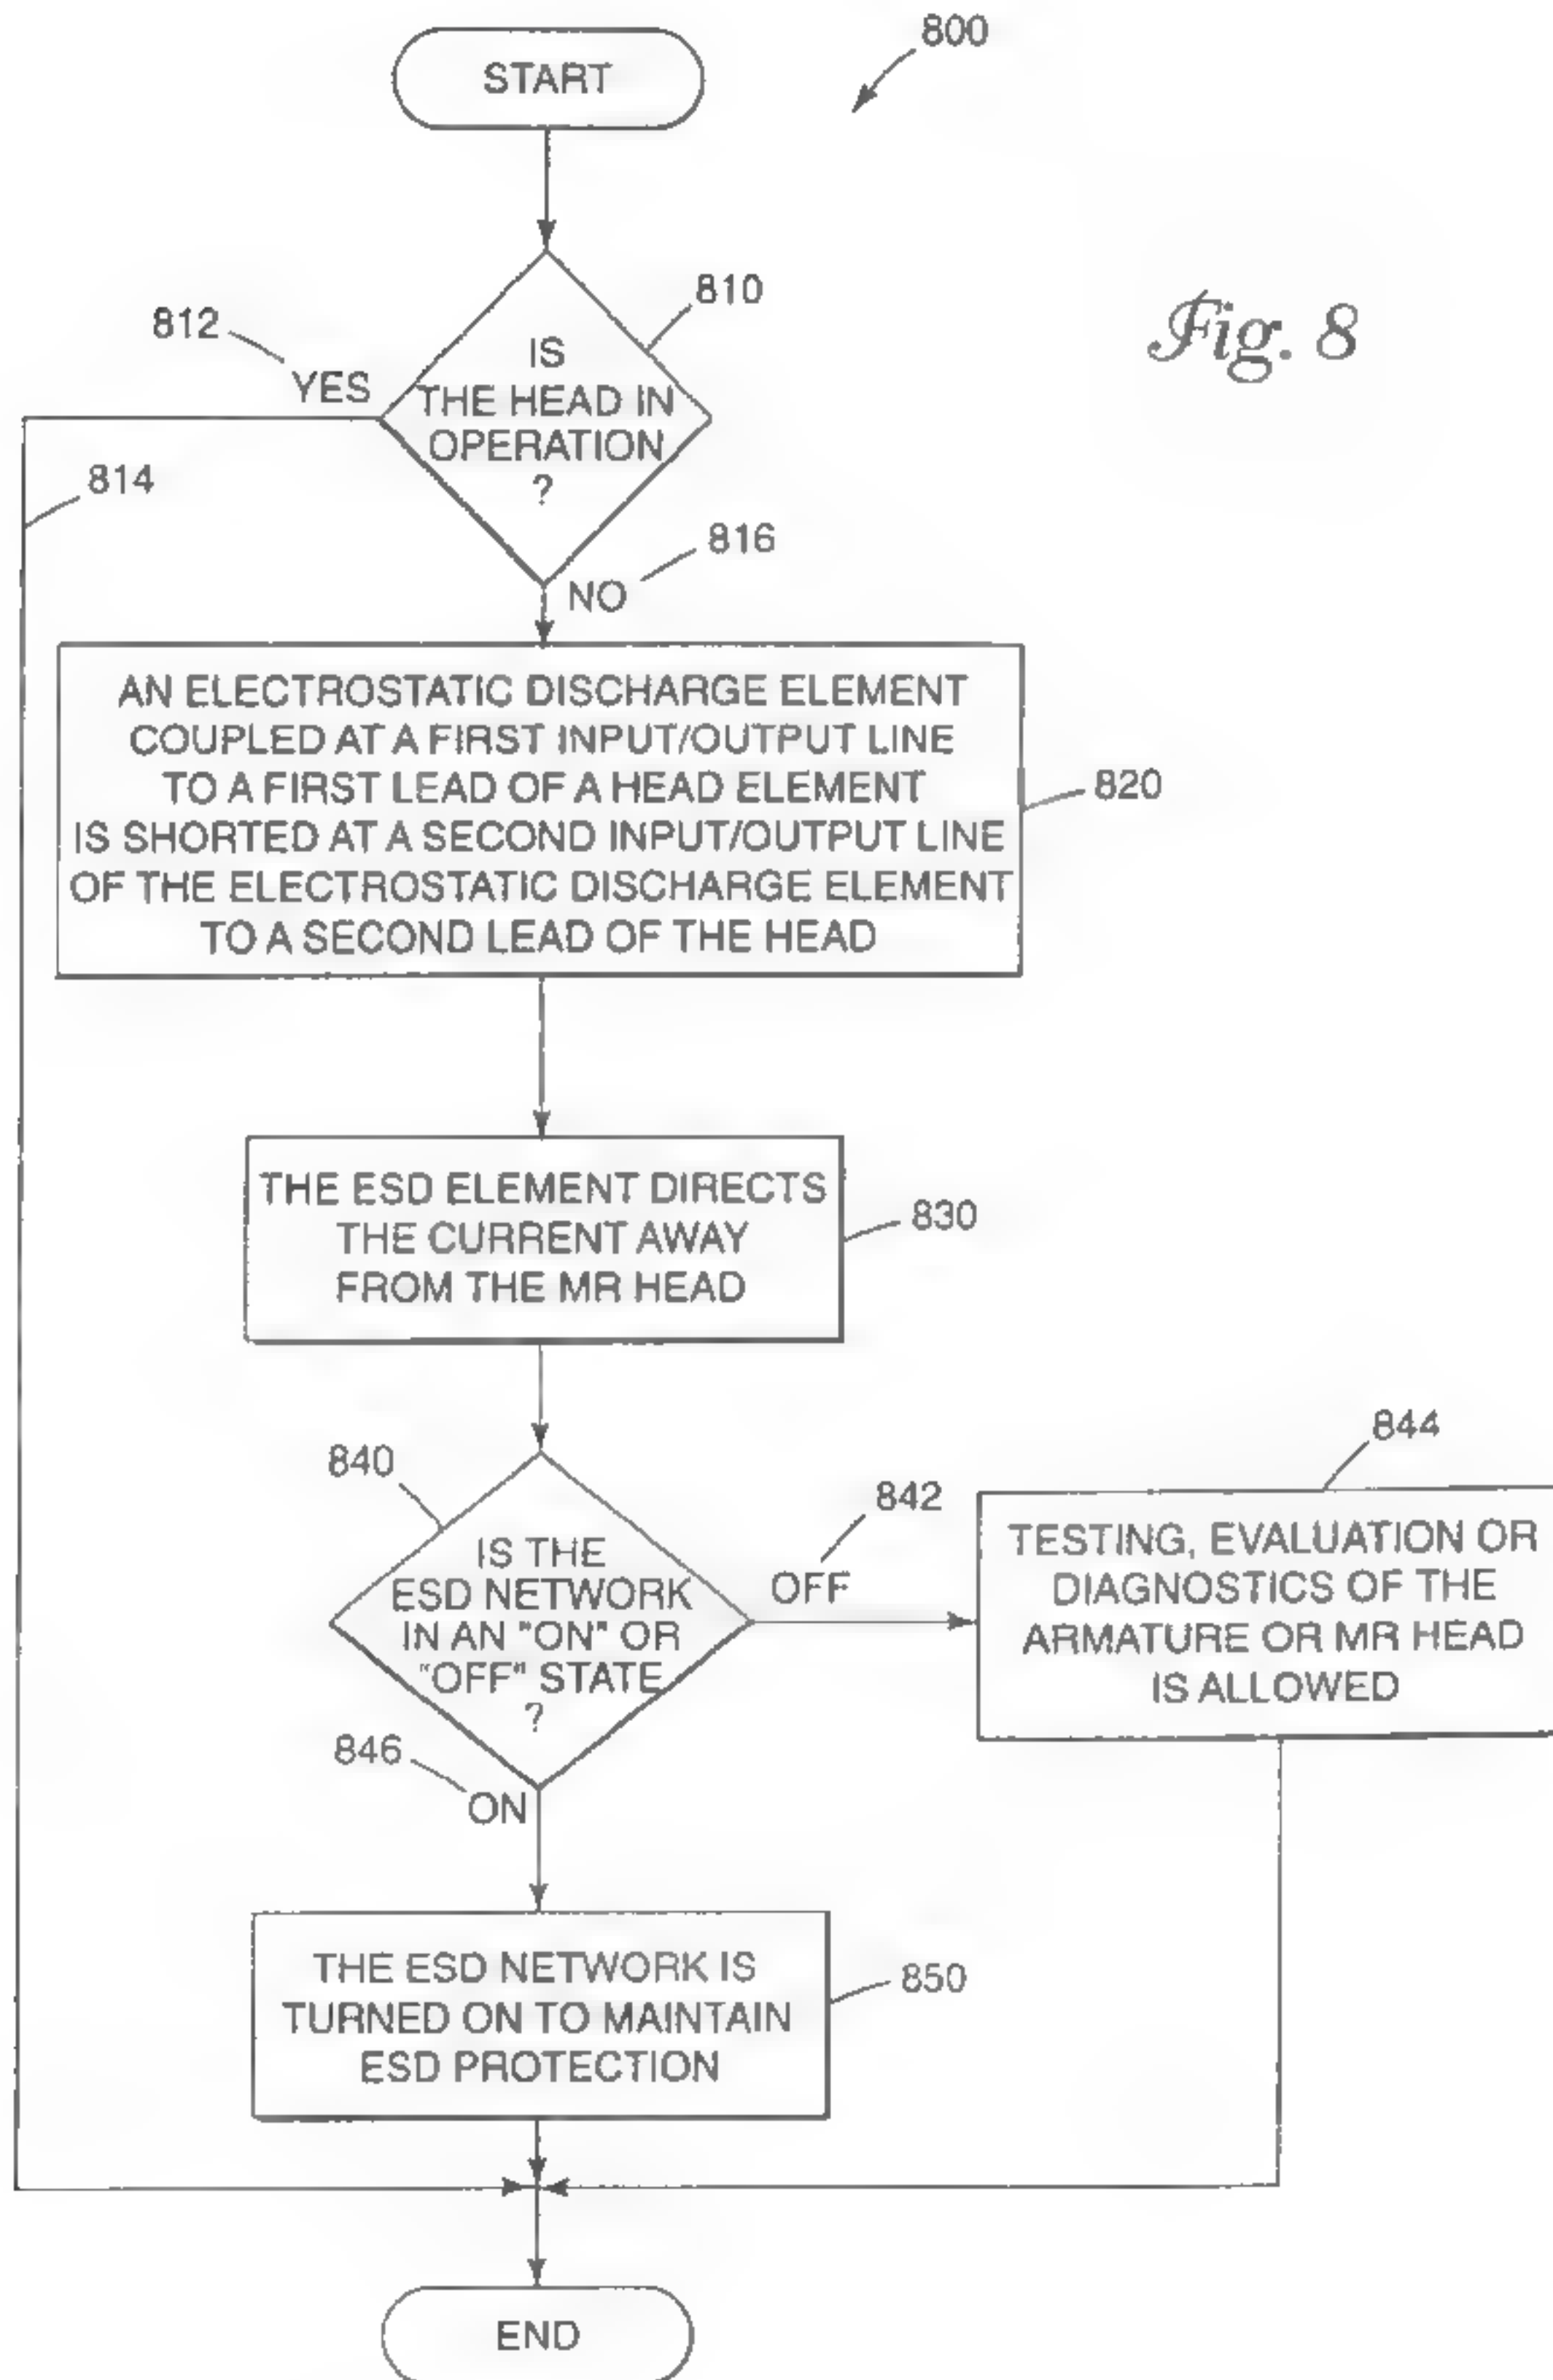 START
800
Fig. 8
810
812
YES
IS
THE HEAD IN
OPERATION
?
814
816
NO
AN ELECTROSTATIC DISCHARGE ELEMENT
COUPLED AT A FIRST INPUT/OUTPUT LINE
TO A FIRST LEAD OF A HEAD ELEMENT
IS SHORTED AT A SECOND INPUT/OUTPUT LINE
OF THE ELECTROSTATIC DISCHARGE ELEMENT
TO A SECOND LEAD OF THE HEAD
820
THE ESD ELEMENT DIRECTS
THE CURRENT AWAY
FROM THE MR HEAD
830
840
IS THE
ESD NETWORK
IN AN "ON" OR
"OFF" STATE
?
842
OFF
844
TESTING, EVALUATION OR
DIAGNOSTICS OF THE
ARMATURE OR MR HEAD
IS ALLOWED
846
ON
THE ESD NETWORK IS
TURNED ON TO MAINTAIN
ESD PROTECTION
850
END